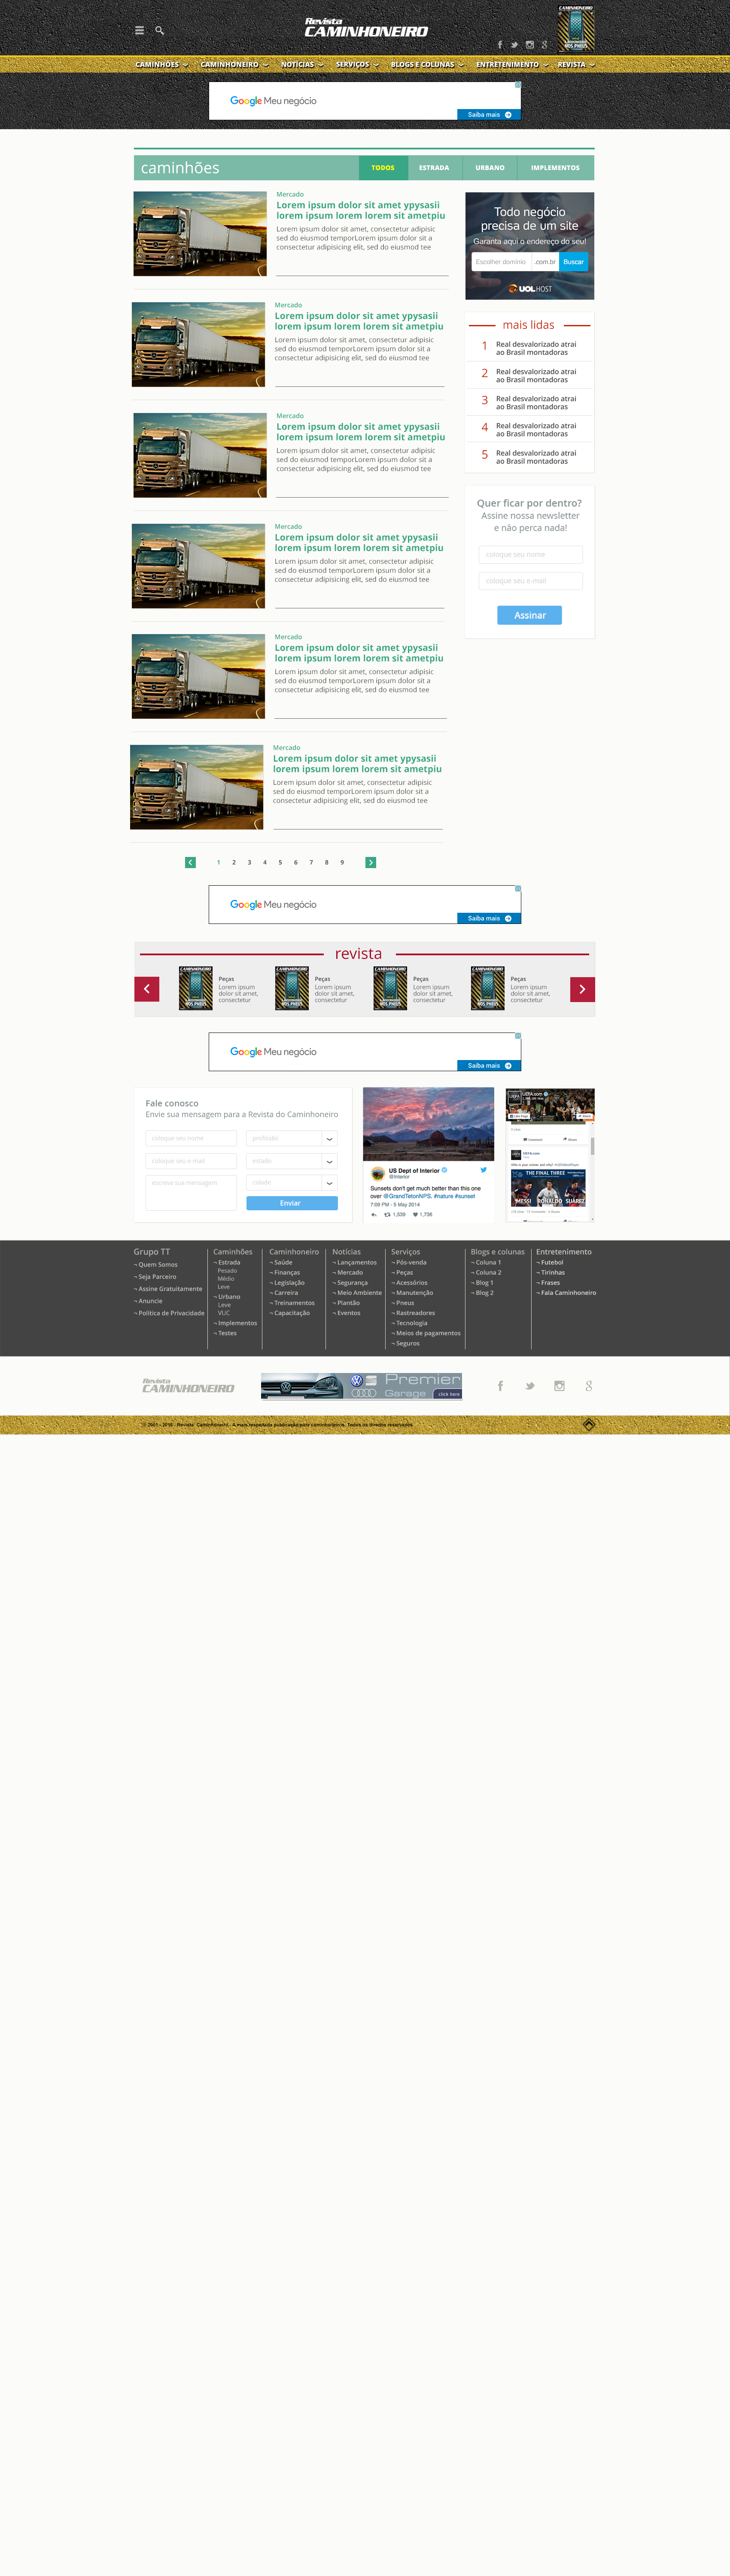 Revista
CAMINHONEIRO
CAMINHONEIRO
NOS PNEUS
CAMINHÕES
CAMINHONEIRO
NOTÍCIAS
SERVIÇOS
BLOGS E COLUNAS
ENTRETENIMENTO
REVISTA
Google Meu negócio
Saiba mais
caminhões
TODOS
ESTRADA
URBANO
IMPLEMENTOS
Mercado
Lorem ipsum dolor sit amet ypysasii
lorem ipsum lorem lorem sit ametpiu
Lorem ipsum dolor sit amet, consectetur adipisic
sed do eiusmod temporLorem ipsum dolor sit a
consectetur adipisicing elit, sed do eiusmod tee
Mercado
Lorem ipsum dolor sit amet ypysasii
lorem ipsum lorem lorem sit ametpiu
Lorem ipsum dolor sit amet, consectetur adipisic
sed do eiusmod temporLorem ipsum dolor sit a
consectetur adipisicing elit, sed do eiusmod tee
Mercado
Lorem ipsum dolor sit amet ypysasii
lorem ipsum lorem lorem sit ametpiu
Lorem ipsum dolor sit amet, consectetur adipisic
sed do eiusmod temporLorem ipsum dolor sit a
consectetur adipisicing elit, sed do eiusmod tee
Mercado
Lorem ipsum dolor sit amet ypysasii
lorem ipsum lorem lorem sit ametpiu
Lorem ipsum dolor sit amet, consectetur adipisic
sed do eiusmod temporLorem ipsum dolor sit a
consectetur adipisicing elit, sed do eiusmod tee
Mercado
Lorem ipsum dolor sit amet ypysasii
lorem ipsum lorem lorem sit ametpiu
Lorem ipsum dolor sit amet, consectetur adipisic
sed do eiusmod temporLorem ipsum dolor sit a
consectetur adipisicing elit, sed do eiusmod tee
Mercado
Lorem ipsum dolor sit amet ypysasii
lorem ipsum lorem lorem sit ametpiu
Lorem ipsum dolor sit amet, consectetur adipisic
sed do eiusmod temporLorem ipsum dolor sit a
consectetur adipisicing elit, sed do eiusmod tee
1 2 3 4 5 6 7 8 9
Todo negócio
precisa de um site
Garanta aqui o endereço do seu!
Escolher domínio .com.br Buscar
UOL HOST
mais lidas
1 Real desvalorizado atrai
ao Brasil montadoras
2 Real desvalorizado atrai
ao Brasil montadoras
3 Real desvalorizado atrai
ao Brasil montadoras
4 Real desvalorizado atrai
ao Brasil montadoras
5 Real desvalorizado atrai
ao Brasil montadoras
Quer ficar por dentro?
Assine nossa newsletter
e não perca nada!
coloque seu nome
coloque seu e-mail
Assinar
Google Meu negócio
Saiba mais
revista
CAMINHONEIRO
NOS PNEUS
Peças
Lorem ipsum
dolor sit amet,
consectetur
CAMINHONEIRO
NOS PNEUS
Peças
Lorem ipsum
dolor sit amet,
consectetur
CAMINHONEIRO
NOS PNEUS
Peças
Lorem ipsum
dolor sit amet,
consectetur
CAMINHONEIRO
NOS PNEUS
Peças
Lorem ipsum
dolor sit amet,
consectetur
Google Meu negócio
Saiba mais
Fale conosco
Envie sua mensagem para a Revista do Caminhoneiro
coloque seu nome
profissão
coloque seu e-mail
estado
escreva sua mensagem
cidade
Enviar
US Dept of Interior
@Interior
Sunsets don't get much better than this one
over @GrandTetonNPS. #nature #sunset
7:09 PM - 5 May 2014
1,539 1,736
UEFA.com
Comment Share
UEFA.com
THE FINAL THREE
MESSI RONALDO SUÁREZ
Grupo TT
¬ Quem Somos
¬ Seja Parceiro
¬ Assine Gratuitamente
¬ Anuncie
¬ Política de Privacidade
Caminhões
¬ Estrada
Pesado
Médio
Leve
¬ Urbano
Leve
VUC
¬ Implementos
¬ Testes
Caminhoneiro
¬ Saúde
¬ Finanças
¬ Legislação
¬ Carreira
¬ Treinamentos
¬ Capacitação
Notícias
¬ Lançamentos
¬ Mercado
¬ Segurança
¬ Meio Ambiente
¬ Plantão
¬ Eventos
Serviços
¬ Pós-venda
¬ Peças
¬ Acessórios
¬ Manutenção
¬ Pneus
¬ Rastreadores
¬ Tecnologia
¬ Meios de pagamentos
¬ Seguros
Blogs e colunas
¬ Coluna 1
¬ Coluna 2
¬ Blog 1
¬ Blog 2
Entretenimento
¬ Futebol
¬ Tirinhas
¬ Frases
¬ Fala Caminhoneiro
Revista
CAMINHONEIRO
Premier
Garage
click here
© 2001 - 2016 - Revista Caminhoneiro - A mais respeitada publicação para caminhoneiros. Todos os direitos reservados